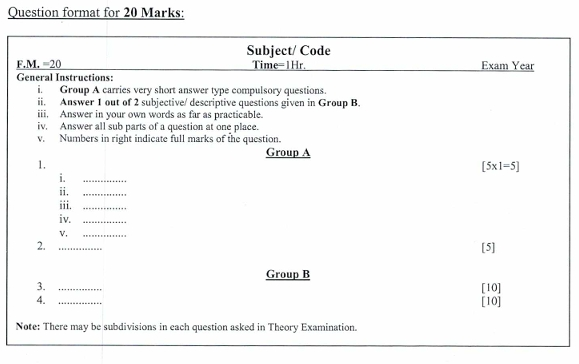 Question format for 20 Marks:
Subject/ Code
F.M. =20 Time=1Hr. Exam Year
General Instructions:
i. Group A carries very short answer type compulsory questions.
ii. Answer 1 out of 2 subjective/ descriptive questions given in Group B.
iii. Answer in your own words as far as practicable.
iv. Answer all sub parts of a question at one place.
v. Numbers in right indicate full marks of the question.
Group A
1. [5x1=5]
i. ...............
ii. ...............
iii. ...............
iv. ...............
v. ...............
2. ............... [5]
Group B
3. ............... [10]
4. ............... [10]
Note: There may be subdivisions in each question asked in Theory Examination.